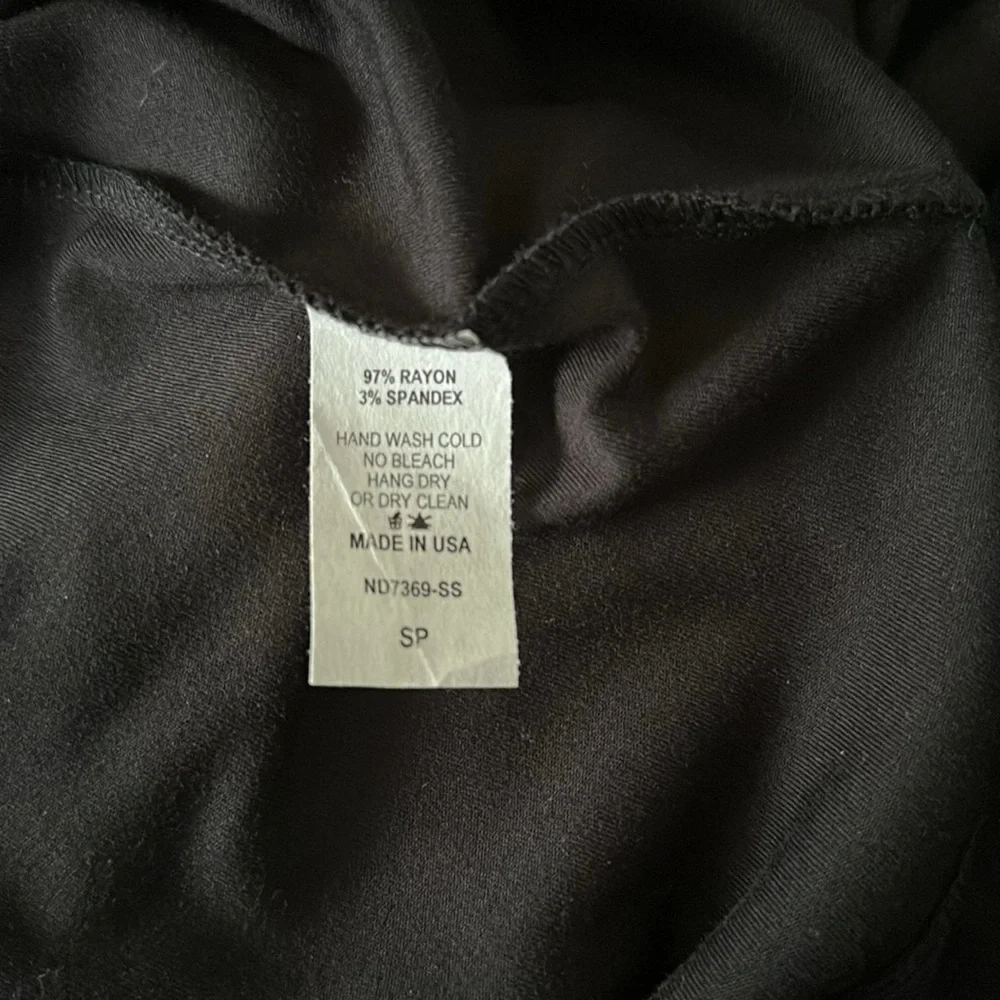 97% RAYON
3% SPANDEX
HAND WASH COLD
NO BLEACH
HANG DRY
OR DRY CLEAN
MADE IN USA
ND7369-SS
SP